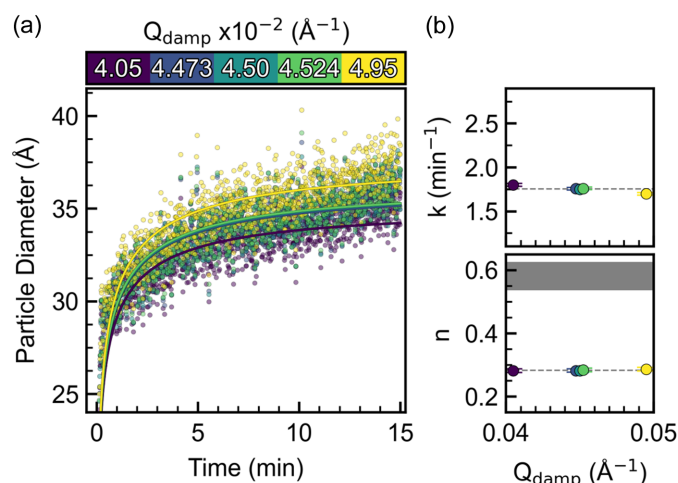 (a)
Q_damp x10⁻² (Å⁻¹)
4.05 4.473 4.50 4.524 4.95
Particle Diameter (Å)
40
35
30
25
0 5 10 15
Time (min)
(b)
k (min⁻¹)
2.5
1.75
1.0
n
0.6
0.4
0.2
0.04 0.05
Q_damp (Å⁻¹)